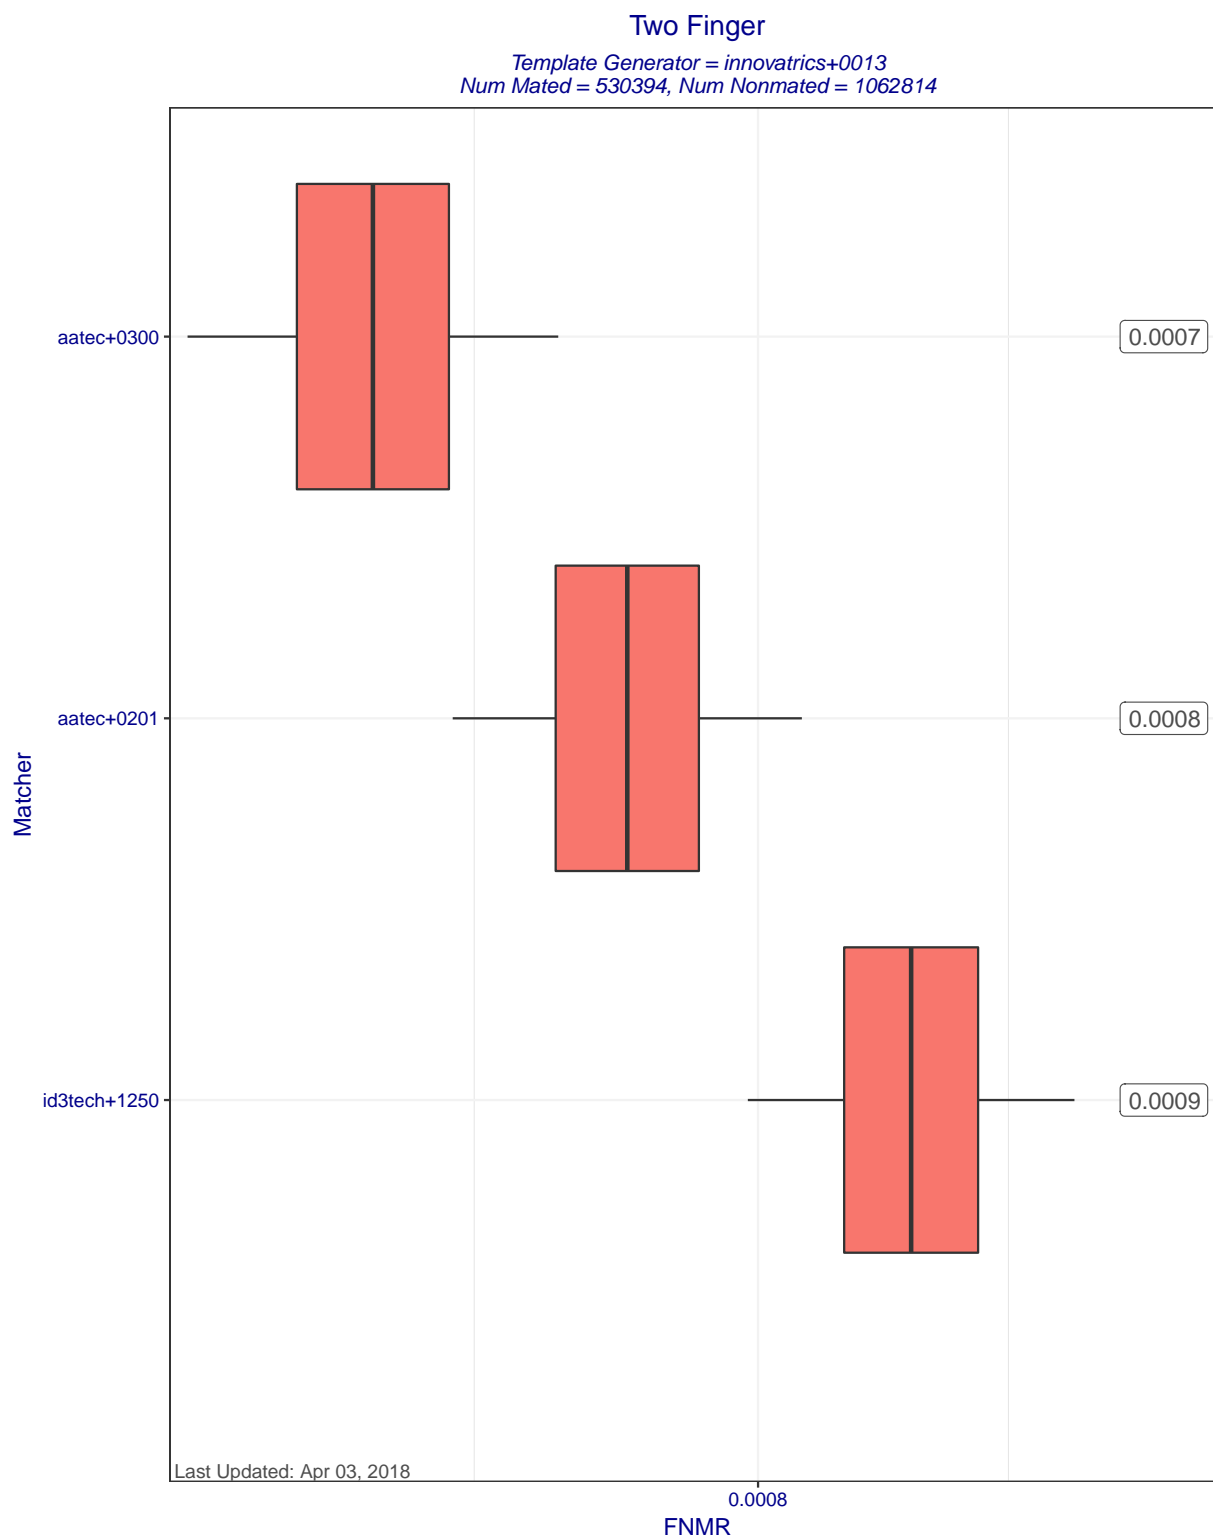 Two Finger
Template Generator = innovatrics+0013
Num Mated = 530394, Num Nonmated = 1062814
aatec+0300
0.0007
aatec+0201
0.0008
Matcher
id3tech+1250
0.0009
Last Updated: Apr 03, 2018
0.0008
FNMR